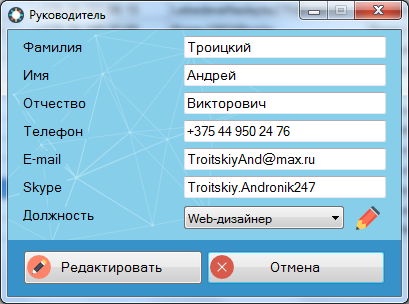 Руководитель
Фамилия Троицкий
Имя Андрей
Отчество Викторович
Телефон +375 44 950 24 76
E-mail TroitskiyAnd@max.ru
Skype Troitskiy.Andronik247
Должность Web-дизайнер
Редактировать Отмена